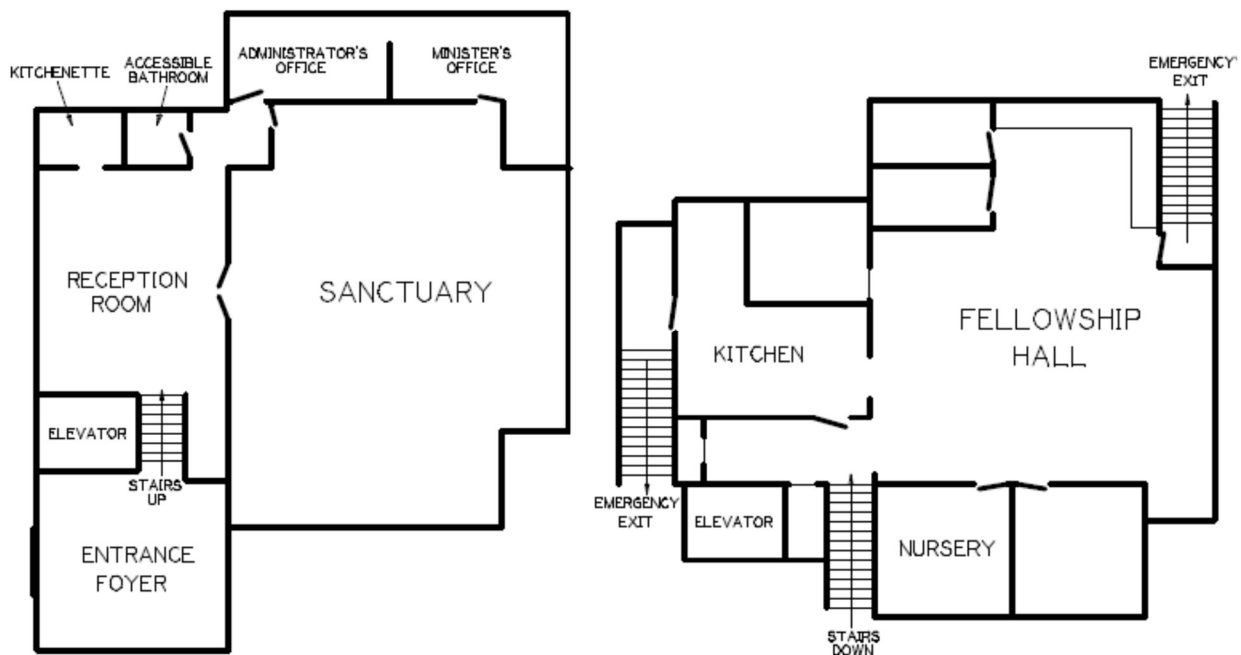 KITCHENETTE
ACCESSIBLE
BATHROOM
ADMINISTRATOR'S
OFFICE
MINISTER'S
OFFICE
RECEPTION
ROOM
SANCTUARY
ELEVATOR
STAIRS
UP
ENTRANCE
FOYER
EMERGENCY
EXIT
FELLOWSHIP
HALL
KITCHEN
EMERGENCY
EXIT
ELEVATOR
NURSERY
STAIRS
DOWN